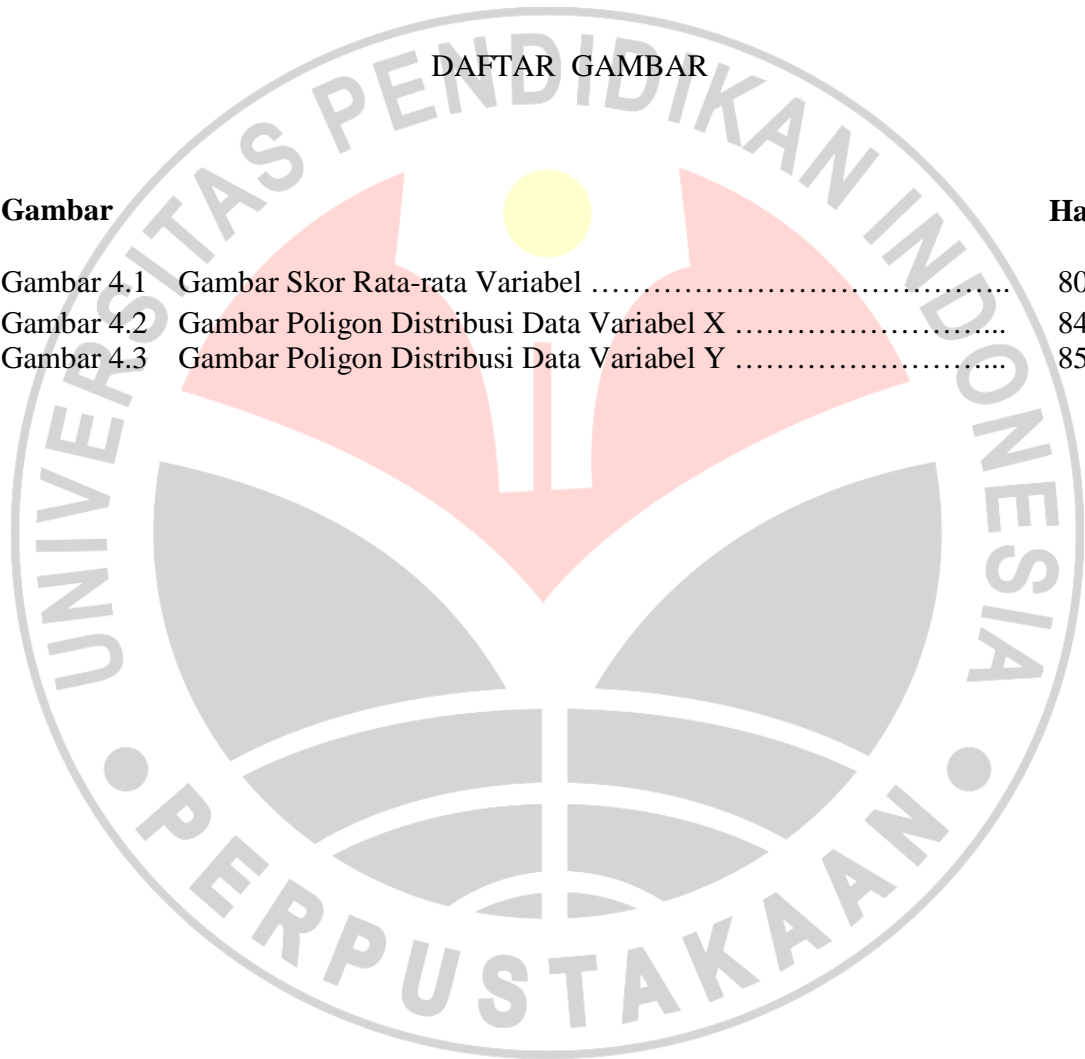 DAFTAR GAMBAR
Gambar Ha
Gambar 4.1 Gambar Skor Rata-rata Variabel ………………………………….. 80
Gambar 4.2 Gambar Poligon Distribusi Data Variabel X ……………………... 84
Gambar 4.3 Gambar Poligon Distribusi Data Variabel Y ……………………... 85
UNIVERSITAS PENDIDIKAN INDONESIA
PERPUSTAKAAN